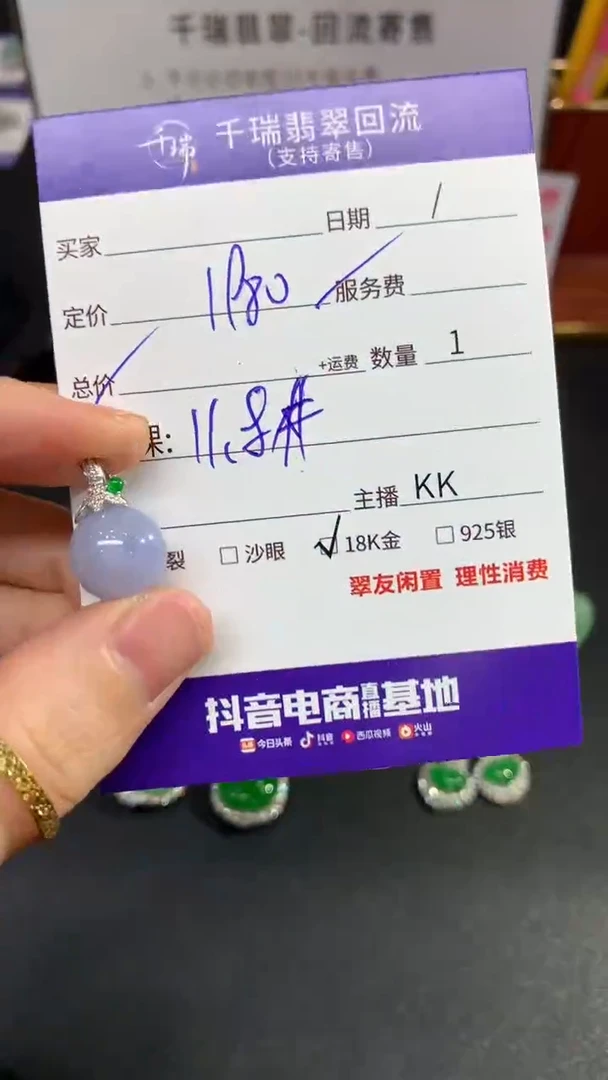 千瑞翡翠-回流寄售
千瑞 千瑞翡翠回流
(支持寄售)
买家 日期 /
定价 1180 服务费
总价 +运费 数量 1
课:
主播 KK
裂 □ 沙眼 ☑ 18K金 □ 925银
翠友闲置 理性消费
抖音电商直播基地
今日头条 抖音 西瓜视频 火山